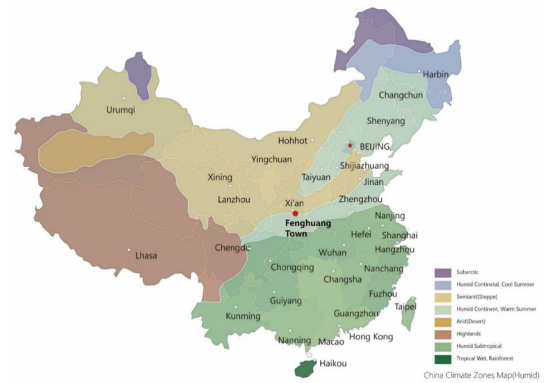 Harbin
Changchun
Urumqi
Shenyang
Hohhot
BEIJING
Yingchuan
Shijiazhuang
Xining
Taiyuan
Jinan
Lanzhou
Zhengzhou
Xi'an
Fenghuang
Town
Nanjing
Hefei
Shanghai
Chengdu
Wuhan
Hangzhou
Lhasa
Chongqing
Nanchang
Changsha
Guiyang
Fuzhou
Taipei
Kunming
Guangzhou
Hong Kong
Nanning
Macao
Haikou
Subarctic
Humid Continetal, Cool Summer
Semiarid(Steppe)
Humid Continent, Warm Summer
Arid(Desert)
Highlands
Humid Subtropical
Tropical Wet, Rainforest
China Climate Zones Map(Humid)